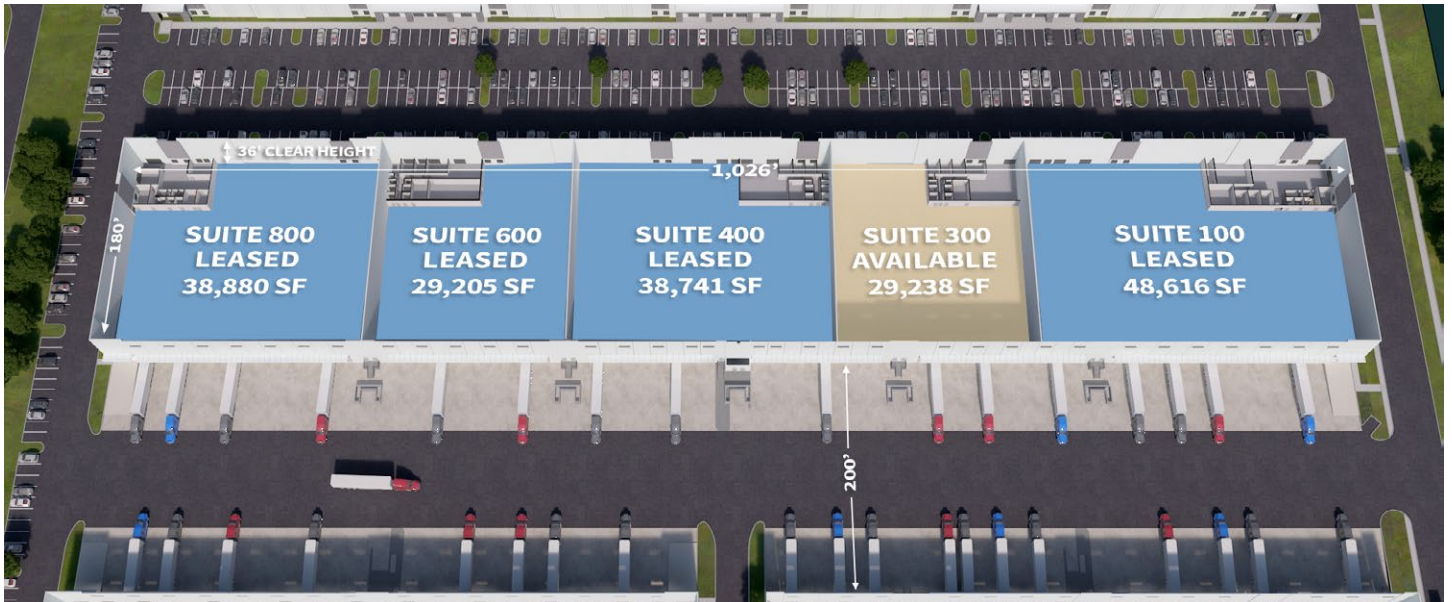 36' CLEAR HEIGHT
1,026'
180'
SUITE 800
LEASED
38,880 SF
SUITE 600
LEASED
29,205 SF
SUITE 400
LEASED
38,741 SF
SUITE 300
AVAILABLE
29,238 SF
SUITE 100
LEASED
48,616 SF
200'